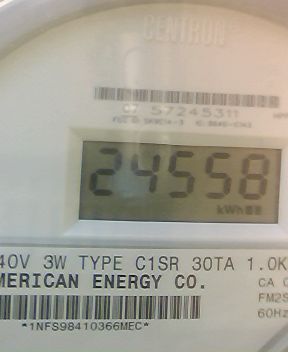 CENTRON
57245311
24558
kWh
40V 3W TYPE C1SR 30TA 1.0K
MERICAN ENERGY CO.
CA
FM2S
60Hz
*1NFS98410366MEC*